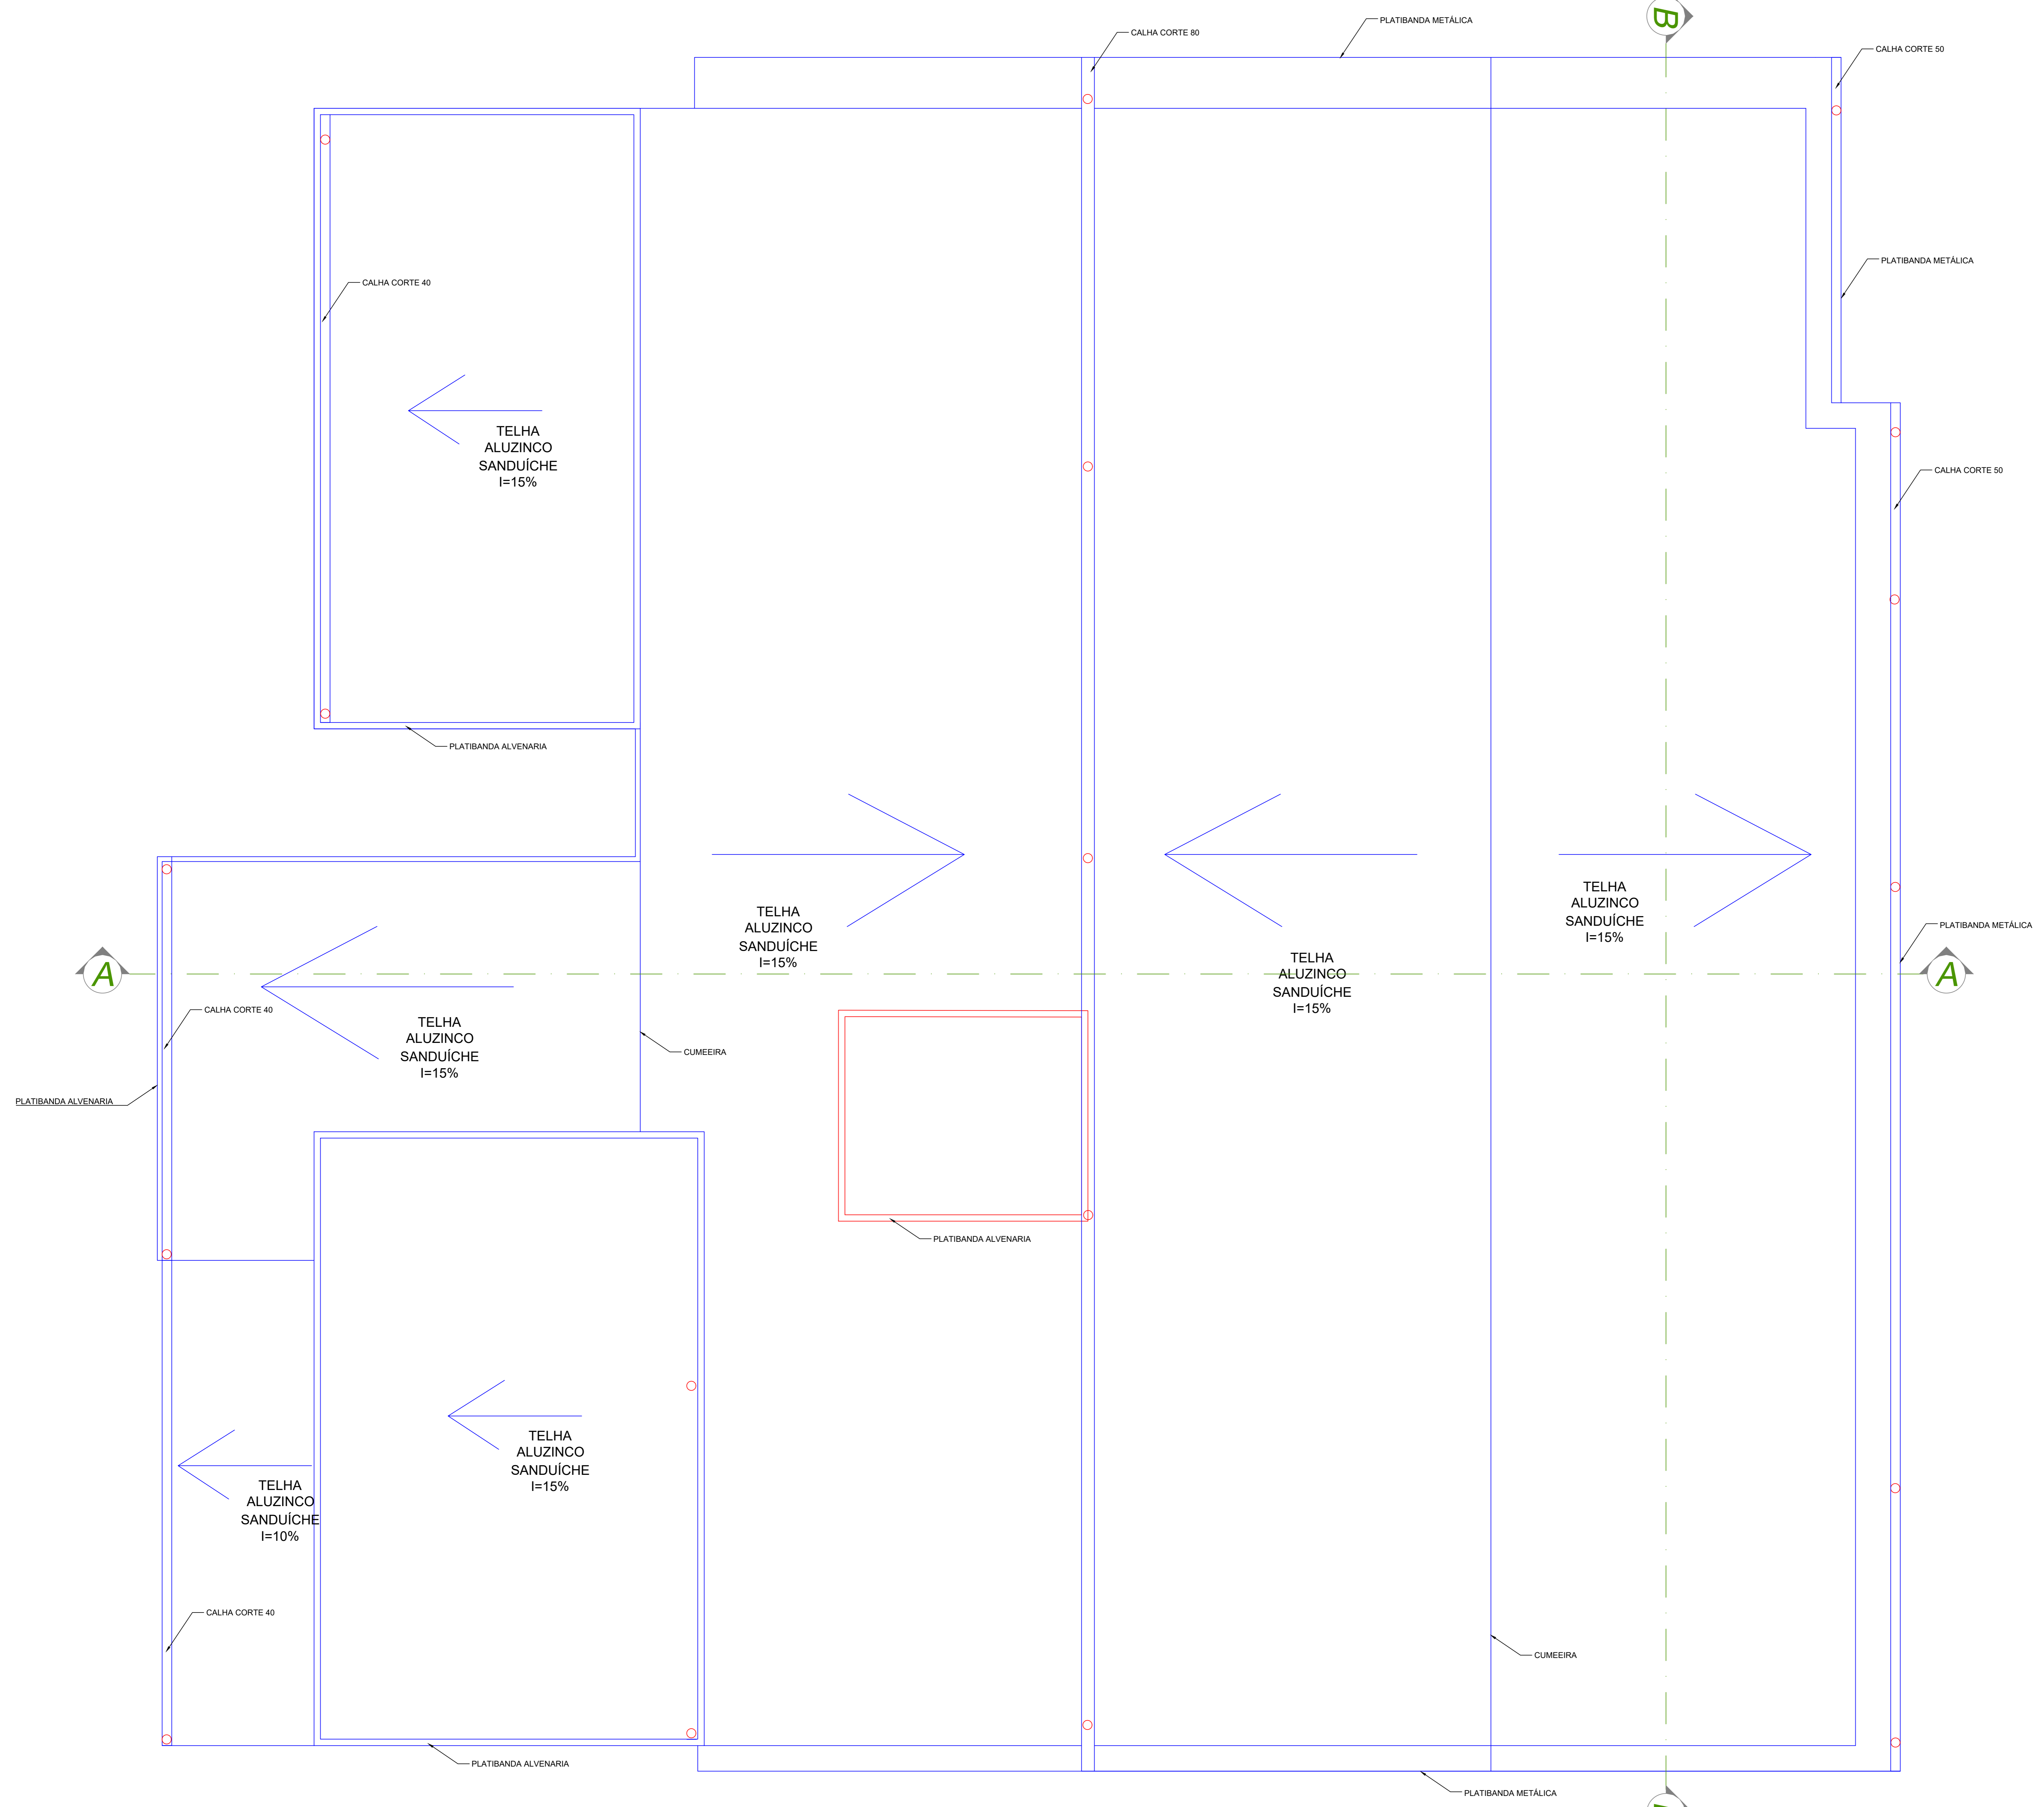 B
PLATIBANDA METÁLICA
CALHA CORTE 80
CALHA CORTE 50
PLATIBANDA METÁLICA
CALHA CORTE 40
TELHA
ALUZINCO
SANDUÍCHE
I=15%
CALHA CORTE 50
PLATIBANDA ALVENARIA
TELHA
ALUZINCO
SANDUÍCHE
I=15%
TELHA
ALUZINCO
SANDUÍCHE
I=15%
PLATIBANDA METÁLICA
TELHA
ALUZINCO
SANDUÍCHE
I=15%
A
A
CALHA CORTE 40
TELHA
ALUZINCO
SANDUÍCHE
I=15%
CUMEEIRA
PLATIBANDA ALVENARIA
PLATIBANDA ALVENARIA
TELHA
ALUZINCO
SANDUÍCHE
I=15%
TELHA
ALUZINCO
SANDUÍCHE
I=10%
CALHA CORTE 40
CUMEEIRA
PLATIBANDA ALVENARIA
PLATIBANDA METÁLICA